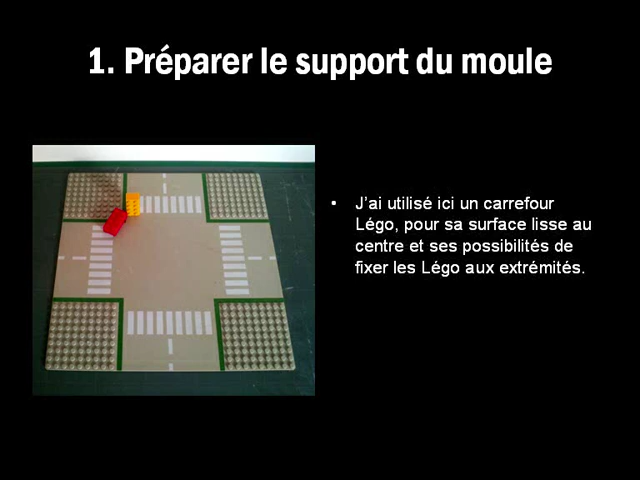 1. Préparer le support du moule
• J’ai utilisé ici un carrefour
Légo, pour sa surface lisse au
centre et ses possibilités de
fixer les Légo aux extrémités.